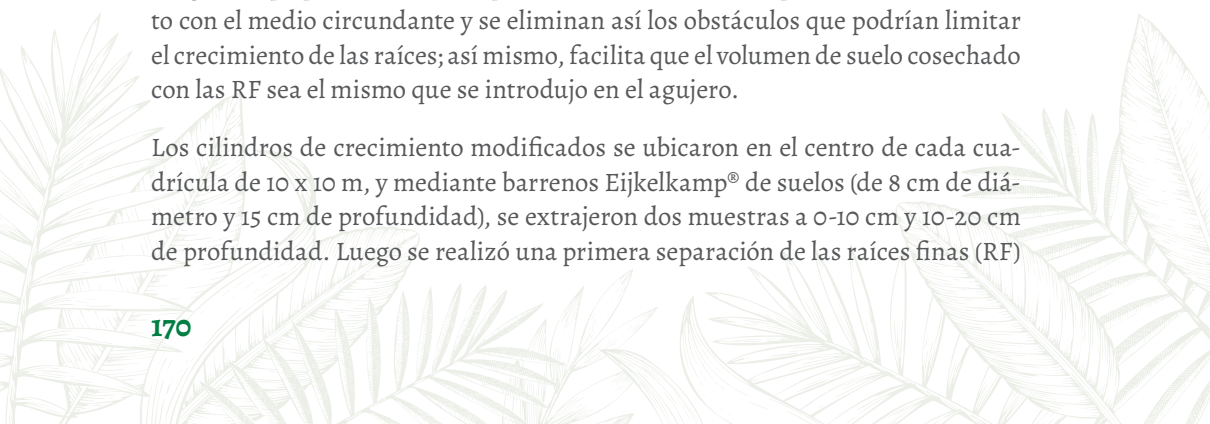 to con el medio circundante y se eliminan así los obstáculos que podrían limitar
el crecimiento de las raíces; así mismo, facilita que el volumen de suelo cosechado
con las RF sea el mismo que se introdujo en el agujero.
Los cilindros de crecimiento modificados se ubicaron en el centro de cada cua-
drícula de 10 x 10 m, y mediante barrenos Eijkelkamp® de suelos (de 8 cm de diá-
metro y 15 cm de profundidad), se extrajeron dos muestras a 0-10 cm y 10-20 cm
de profundidad. Luego se realizó una primera separación de las raíces finas (RF)
170